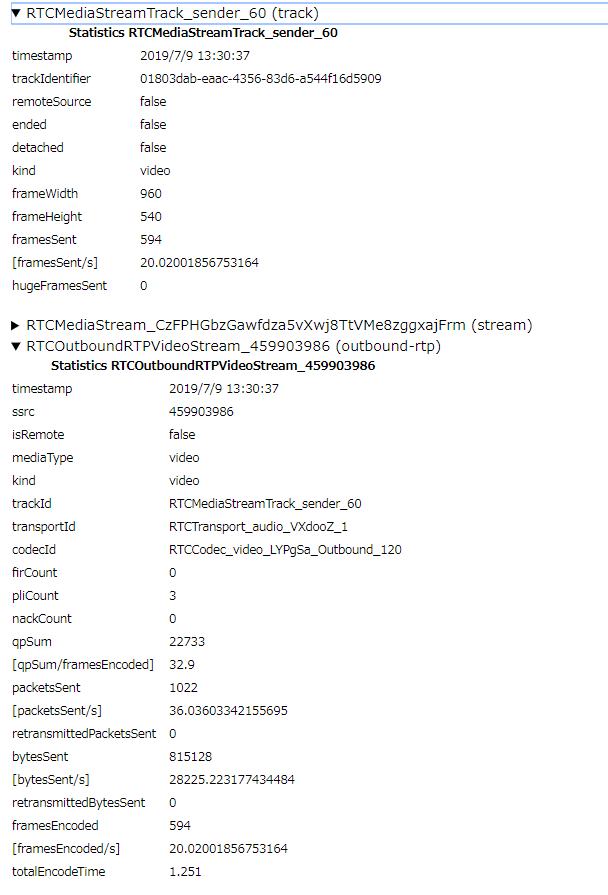 ▼ RTCMediaStreamTrack_sender_60 (track)
Statistics RTCMediaStreamTrack_sender_60
timestamp 2019/7/9 13:30:37
trackIdentifier 01803dab-eaac-4356-83d6-a544f16d5909
remoteSource false
ended false
detached false
kind video
frameWidth 960
frameHeight 540
framesSent 594
[framesSent/s] 20.02001856753164
hugeFramesSent 0
▶ RTCMediaStream_CzFPHGbzGawfdza5vXwj8TtVMe8zggxajFrm (stream)
▼ RTCOutboundRTPVideoStream_459903986 (outbound-rtp)
Statistics RTCOutboundRTPVideoStream_459903986
timestamp 2019/7/9 13:30:37
ssrc 459903986
isRemote false
mediaType video
kind video
trackId RTCMediaStreamTrack_sender_60
transportId RTCTransport_audio_VXdooZ_1
codecId RTCCodec_video_LYPgSa_Outbound_120
firCount 0
pliCount 3
nackCount 0
qpSum 22733
[qpSum/framesEncoded] 32.9
packetsSent 1022
[packetsSent/s] 36.03603342155695
retransmittedPacketsSent 0
bytesSent 815128
[bytesSent/s] 28225.223177434484
retransmittedBytesSent 0
framesEncoded 594
[framesEncoded/s] 20.02001856753164
totalEncodeTime 1.251